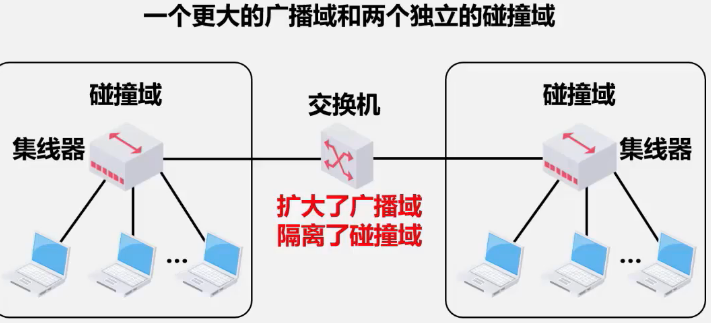 一个更大的广播域和两个独立的碰撞域
碰撞域
碰撞域
交换机
集线器
集线器
扩大了广播域
隔离了碰撞域
...
...